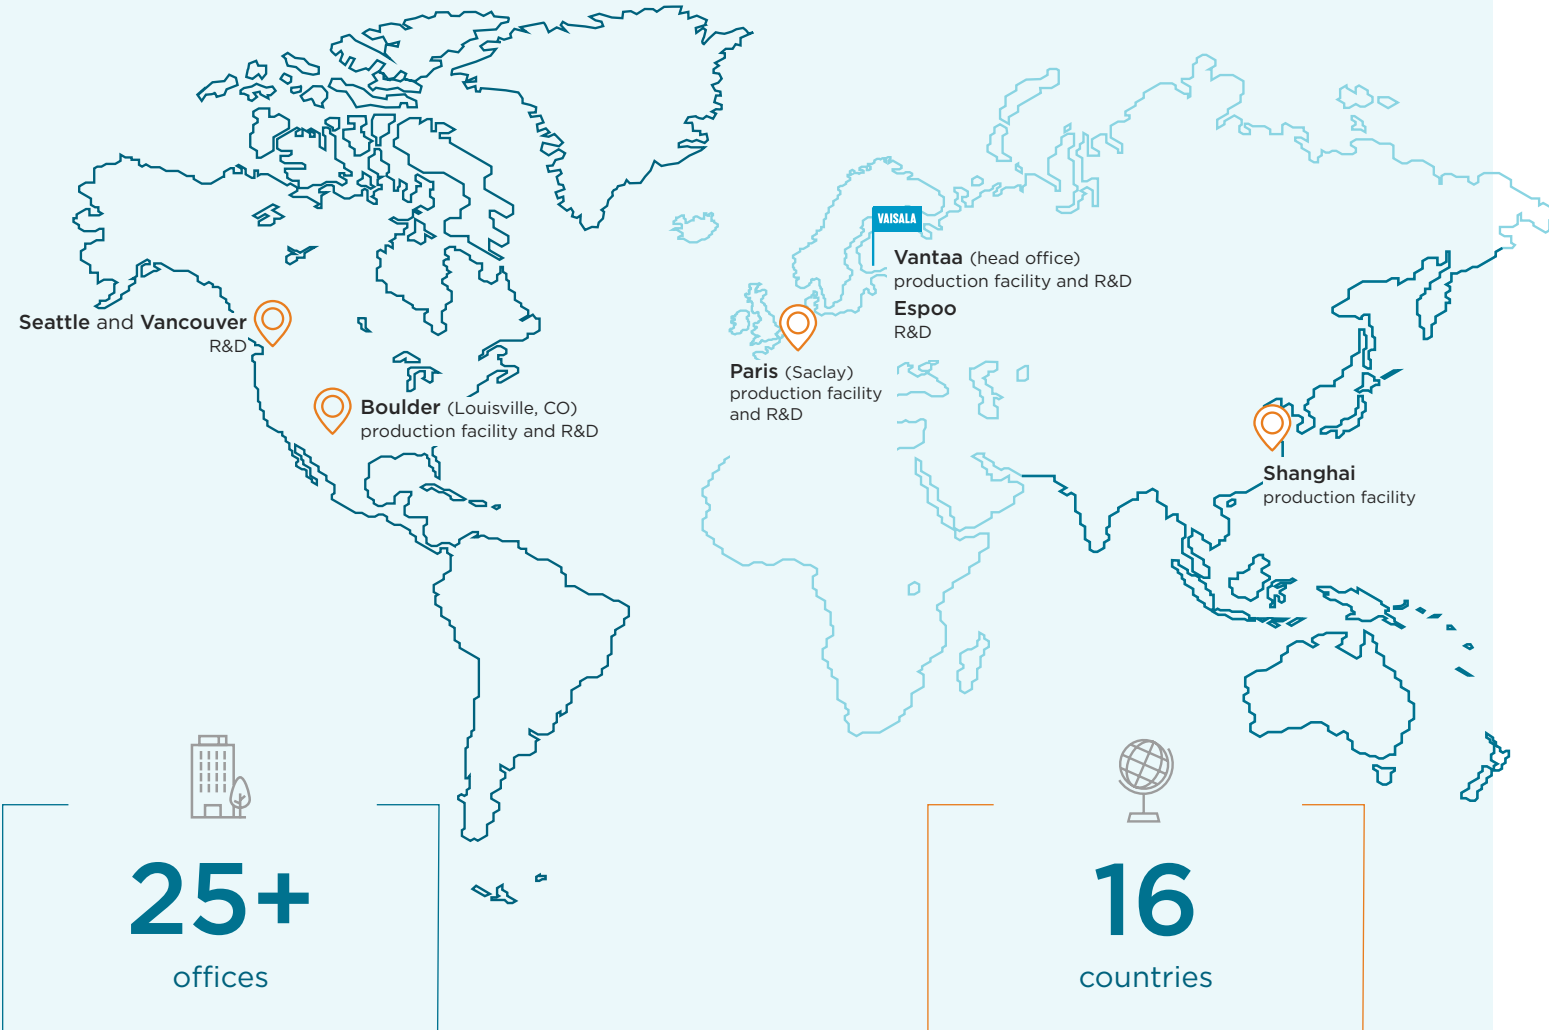 VAISALA
Vantaa (head office)
production facility and R&D
Espoo
R&D
Seattle and Vancouver
R&D
Paris (Saclay)
production facility
and R&D
Boulder (Louisville, CO)
production facility and R&D
Shanghai
production facility
25+
offices
16
countries